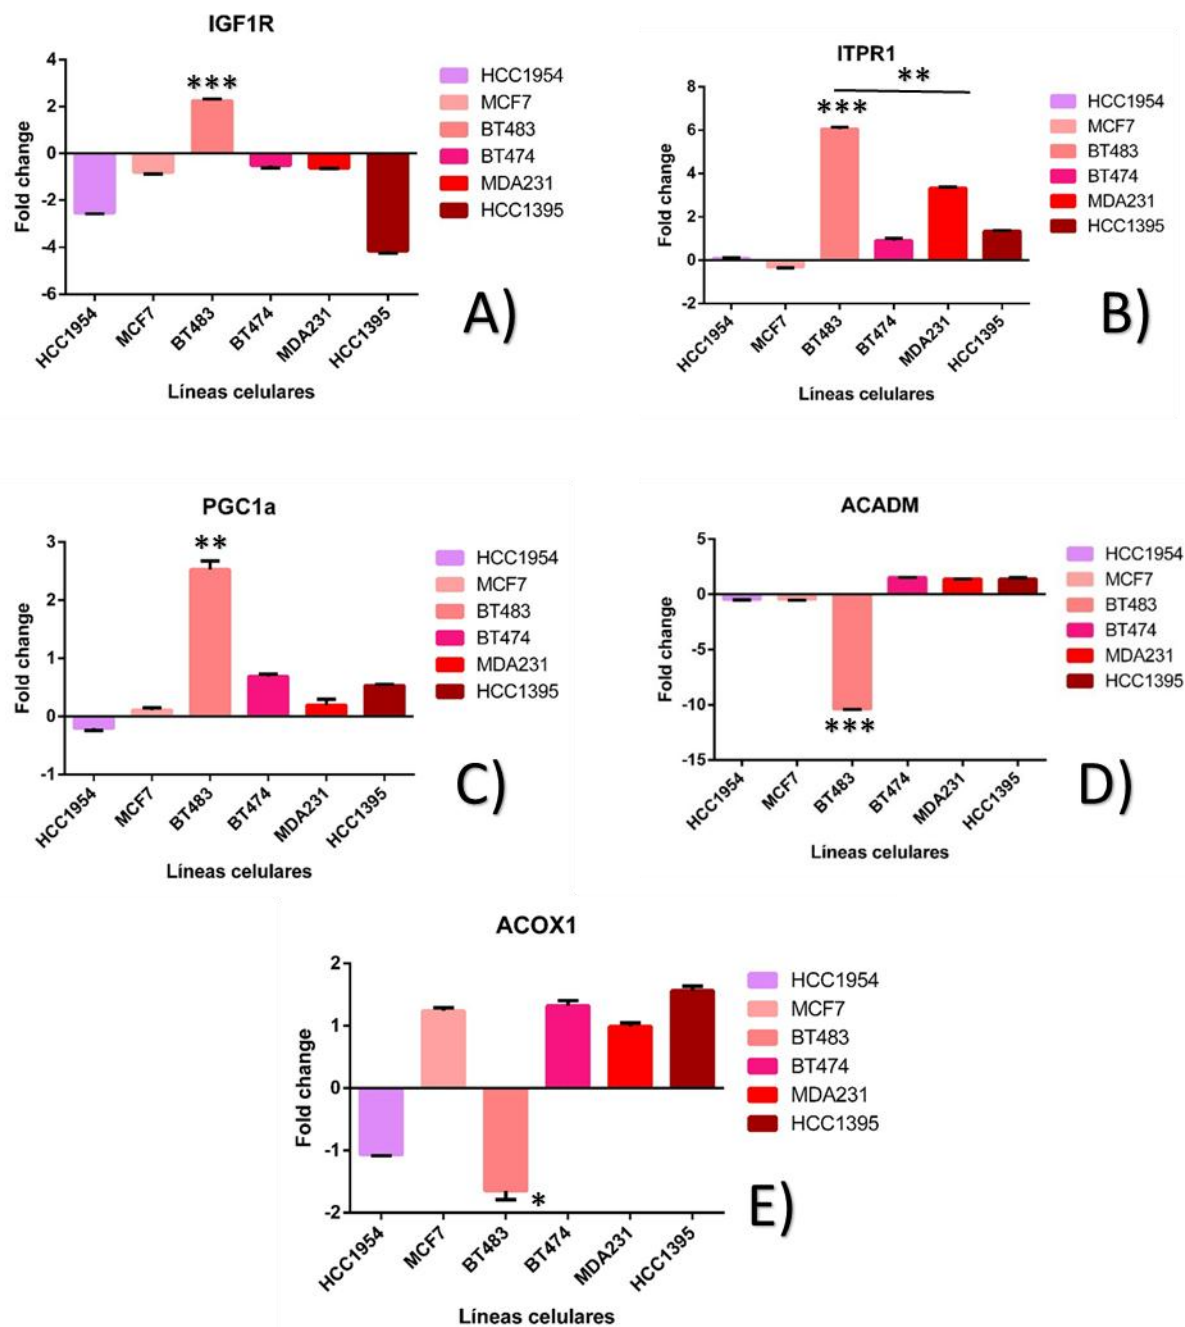 IGF1R
4
2
0
-2
-4
-6
Fold change
***
HCC1954
MCF7
BT483
BT474
MDA231
HCC1395
HCC1954
MCF7
BT483
BT474
MDA231
HCC1395
Líneas celulares
A)
ITPR1
8
6
4
2
0
-2
Fold change
***
**
HCC1954
MCF7
BT483
BT474
MDA231
HCC1395
HCC1954
MCF7
BT483
BT474
MDA231
HCC1395
Líneas celulares
B)
PGC1a
3
2
1
0
-1
Fold change
**
HCC1954
MCF7
BT483
BT474
MDA231
HCC1395
HCC1954
MCF7
BT483
BT474
MDA231
HCC1395
Líneas celulares
C)
ACADM
5
0
-5
-10
-15
Fold change
***
HCC1954
MCF7
BT483
BT474
MDA231
HCC1395
HCC1954
MCF7
BT483
BT474
MDA231
HCC1395
Líneas celulares
D)
ACOX1
2
1
0
-1
-2
Fold change
*
HCC1954
MCF7
BT483
BT474
MDA231
HCC1395
HCC1954
MCF7
BT483
BT474
MDA231
HCC1395
Líneas celulares
E)